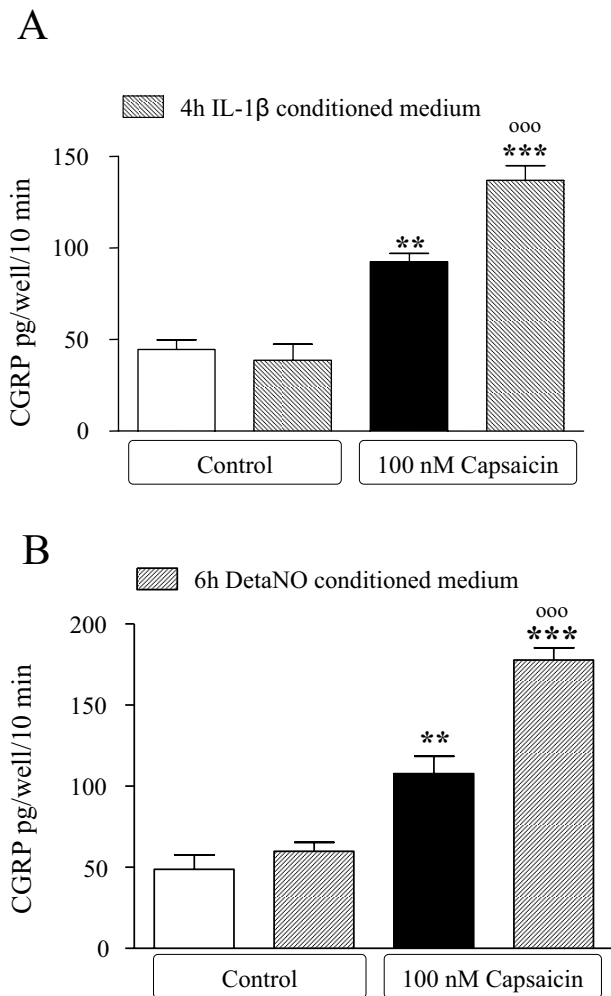 A
4h IL-1β conditioned medium
CGRP pg/well/10 min
150
100
50
0
**
ooo
***
Control
100 nM Capsaicin
B
6h DetaNO conditioned medium
CGRP pg/well/10 min
200
150
100
50
0
**
ooo
***
Control
100 nM Capsaicin